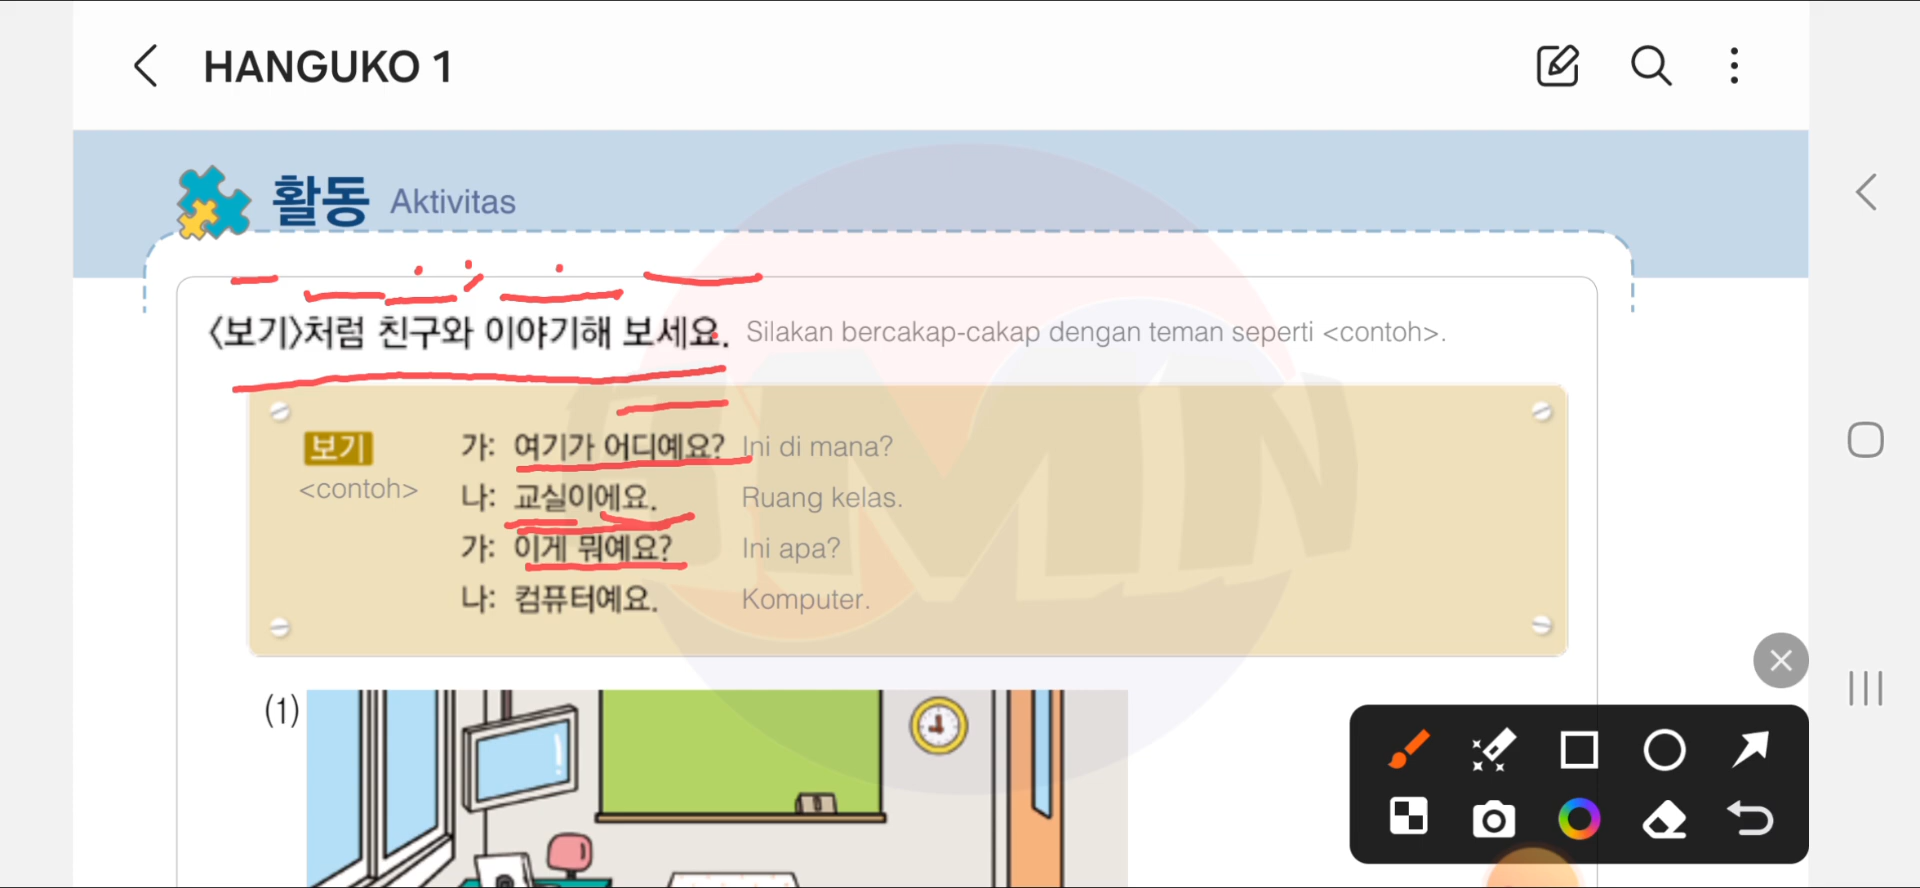 HANGUKO 1
활동 Aktivitas
〈보기〉처럼 친구와 이야기해 보세요. Silakan bercakap-cakap dengan teman seperti <contoh>.
보기 가: 여기가 어디예요? Ini di mana?
<contoh> 나: 교실이에요. Ruang kelas.
가: 이게 뭐예요? Ini apa?
나: 컴퓨터예요. Komputer.
(1)